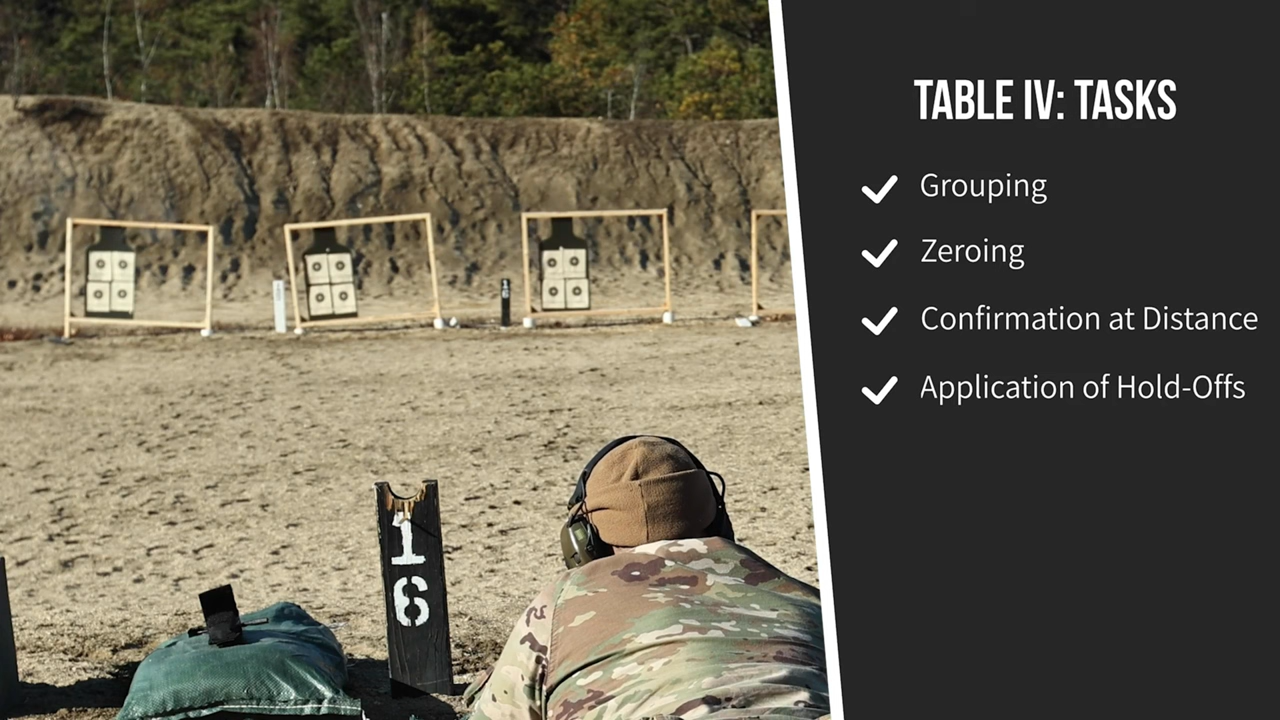 TABLE IV: TASKS
Grouping
Zeroing
Confirmation at Distance
Application of Hold-Offs
1
6